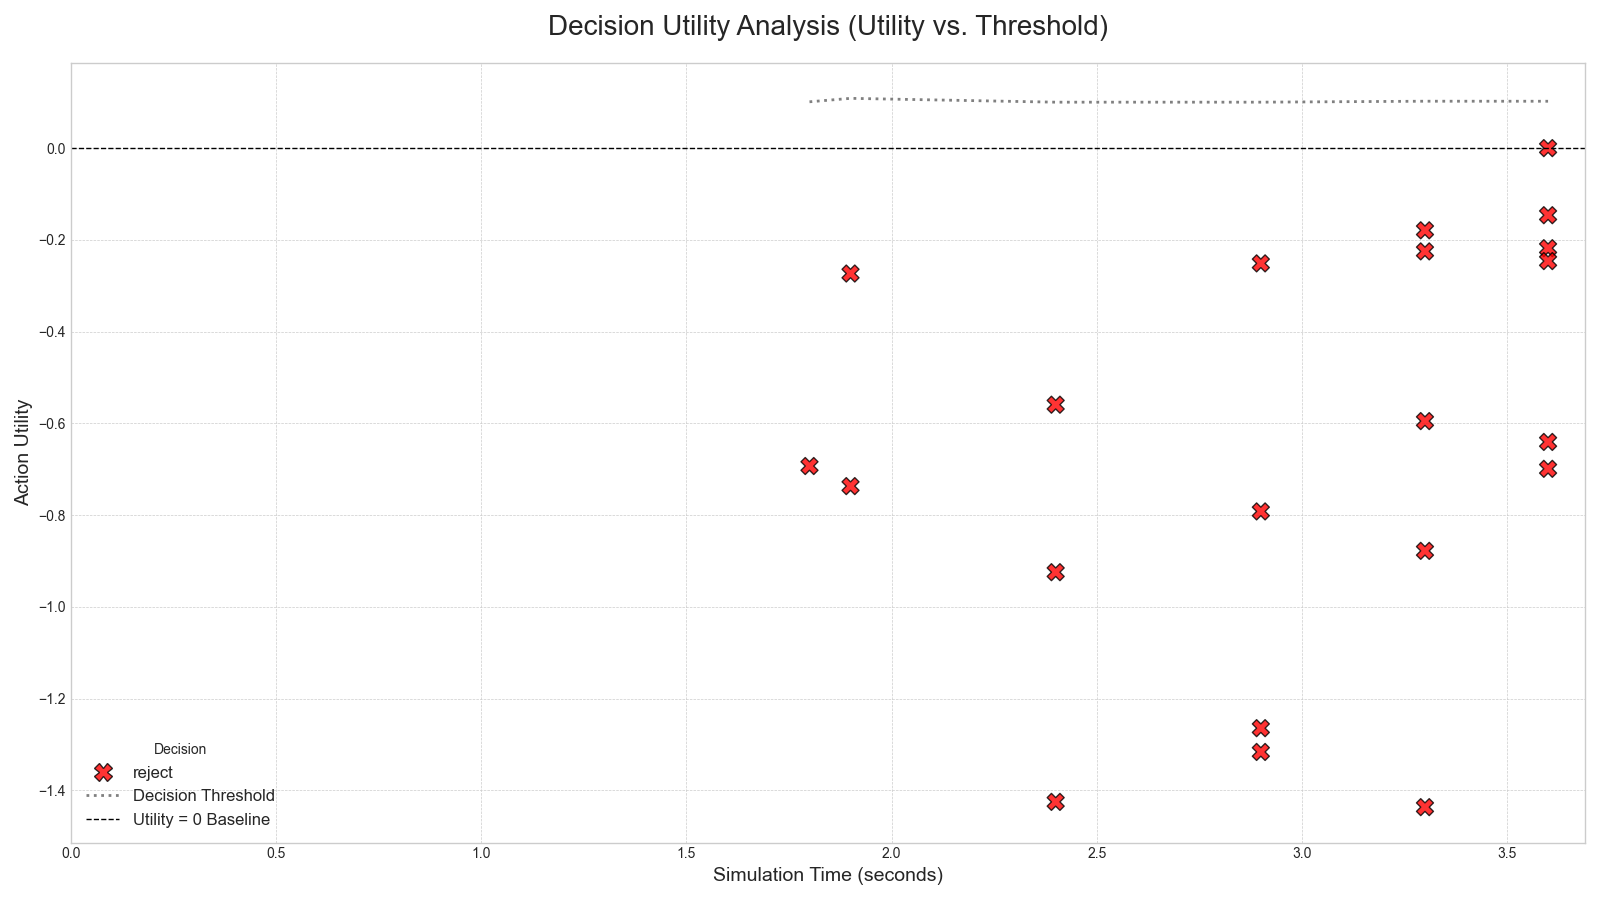 Decision Utility Analysis (Utility vs. Threshold)
Action Utility
0.0
−0.2
−0.4
−0.6
−0.8
−1.0
−1.2
−1.4
Decision
reject
Decision Threshold
Utility = 0 Baseline
0.0 0.5 1.0 1.5 2.0 2.5 3.0 3.5
Simulation Time (seconds)